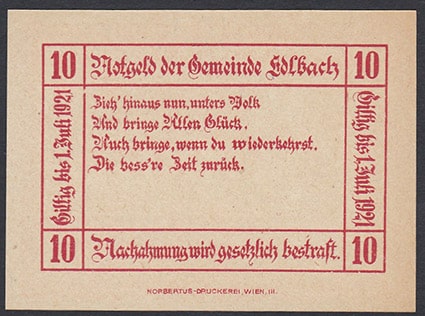 10 Notgeld der Gemeinde Edlbach 10
Giltig bis 1. Juli 1921
Zieh' hinaus nun, unters Volk
Und bringe Allen Glück.
Auch bringe, wenn du wiederkehrst.
Die bess're Zeit zurück.
Giltig bis 1. Juli 1921
10 Nachahmung wird gesetzlich bestraft. 10
NORBERTUS-DRUCKEREI, WIEN, III.